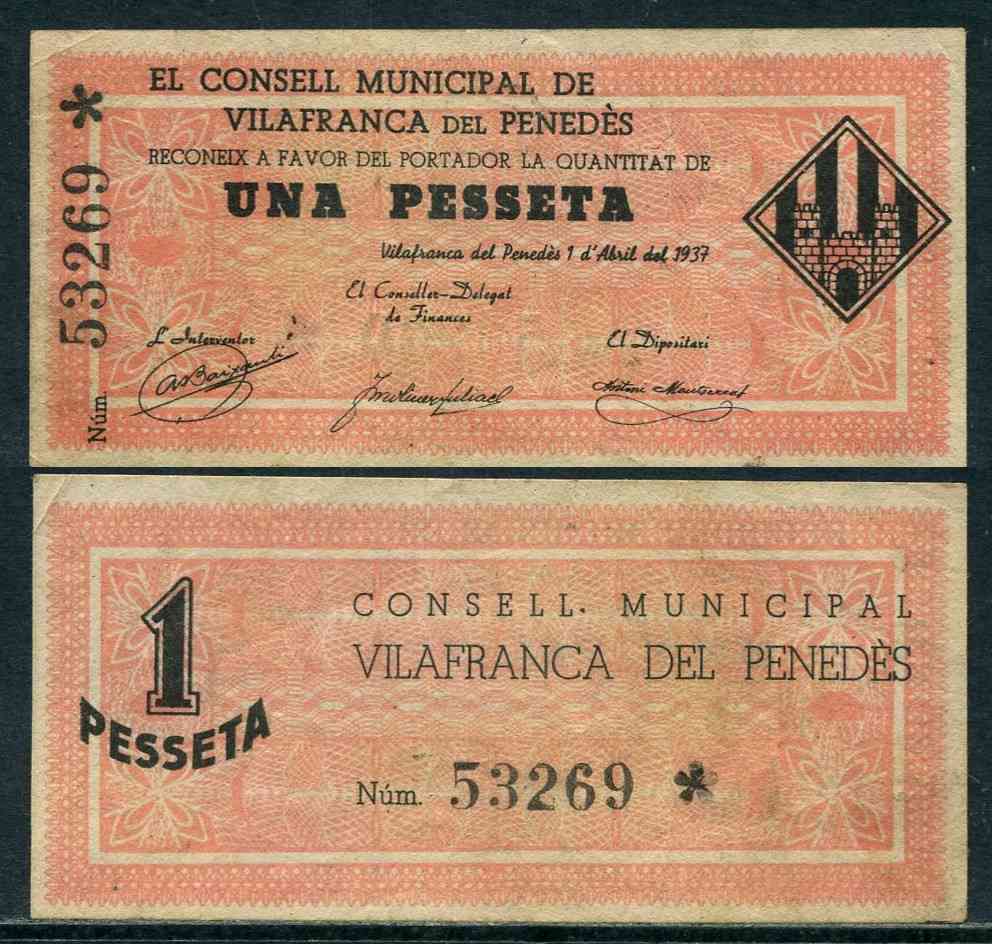 EL CONSELL MUNICIPAL DE
VILAFRANCA DEL PENEDÈS
RECONEIX A FAVOR DEL PORTADOR LA QUANTITAT DE
UNA PESSETA
Vilafranca del Penedès 1 d'Abril del 1937
El Conseller-Delegat
de Finances
L'Interventor
El Dipositari
Antoni Montserrat
Núm. 53269 *
CONSELL MUNICIPAL
VILAFRANCA DEL PENEDÈS
1
PESSETA
Núm. 53269 *